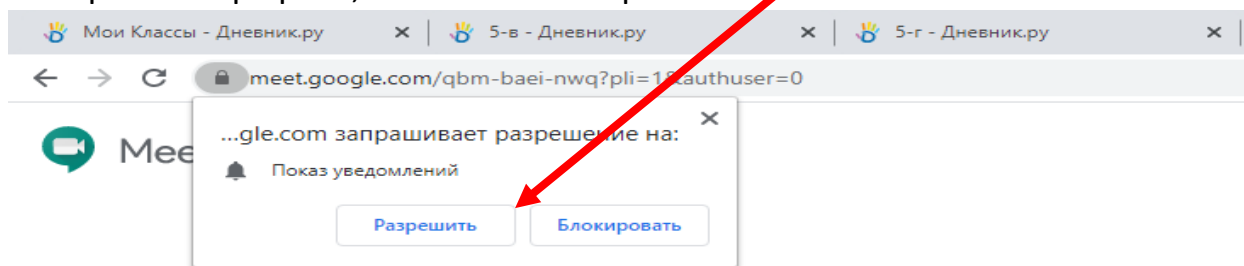 Мои Классы - Дневник.ру
5-в - Дневник.ру
5-г - Дневник.ру
meet.google.com/qbm-baei-nwq?pli=1&authuser=0
Mee
...gle.com запрашивает разрешение на:
Показ уведомлений
Разрешить
Блокировать